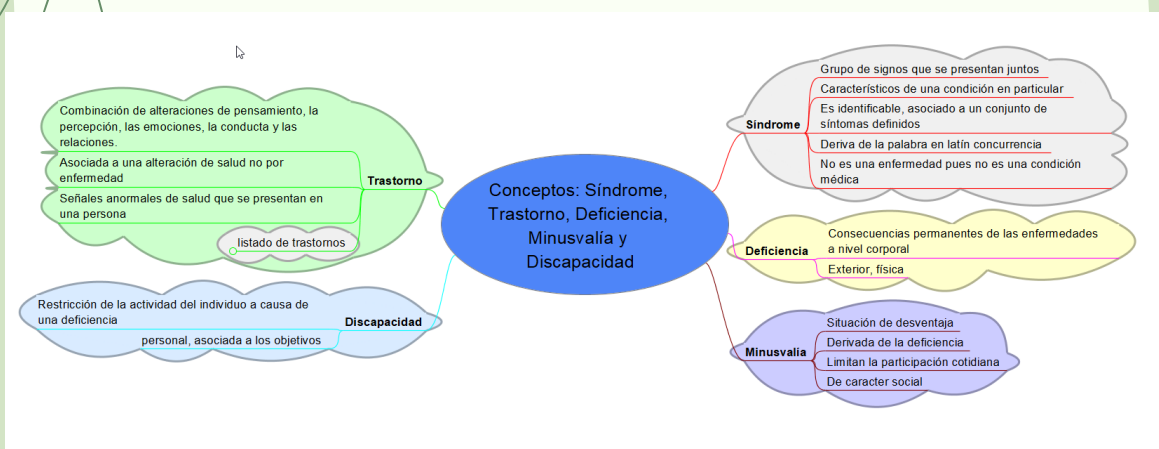 Conceptos: Síndrome,
Trastorno, Deficiencia,
Minusvalía y
Discapacidad
Trastorno
Combinación de alteraciones de pensamiento, la
percepción, las emociones, la conducta y las
relaciones.
Asociada a una alteración de salud no por
enfermedad
Señales anormales de salud que se presentan en
una persona
listado de trastornos
Discapacidad
Restricción de la actividad del individuo a causa de
una deficiencia
personal, asociada a los objetivos
Síndrome
Grupo de signos que se presentan juntos
Característicos de una condición en particular
Es identificable, asociado a un conjunto de
síntomas definidos
Deriva de la palabra en latín concurrencia
No es una enfermedad pues no es una condición
médica
Deficiencia
Consecuencias permanentes de las enfermedades
a nivel corporal
Exterior, física
Minusvalia
Situación de desventaja
Derivada de la deficiencia
Limitan la participación cotidiana
De caracter social